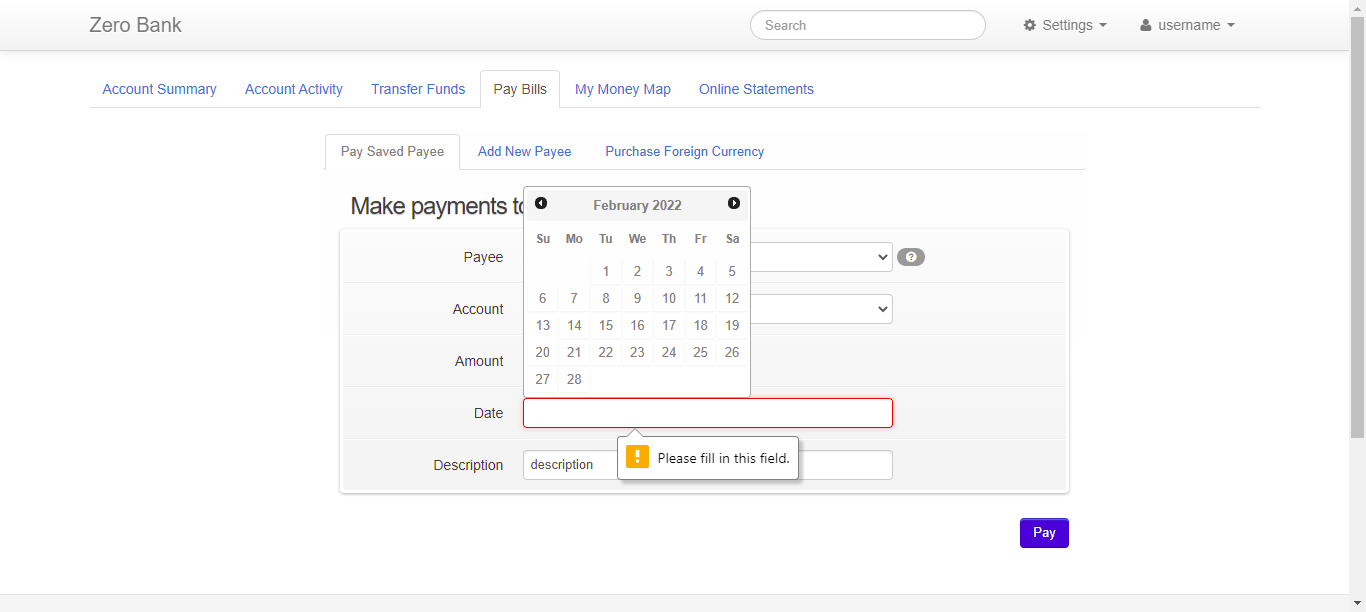 Zero Bank
Search
Settings
username
Account Summary
Account Activity
Transfer Funds
Pay Bills
My Money Map
Online Statements
Pay Saved Payee
Add New Payee
Purchase Foreign Currency
Make payments to
February 2022
Su Mo Tu We Th Fr Sa
1 2 3 4 5
6 7 8 9 10 11 12
13 14 15 16 17 18 19
20 21 22 23 24 25 26
27 28
Payee
?
Account
Amount
Date
! Please fill in this field.
Description
description
Pay